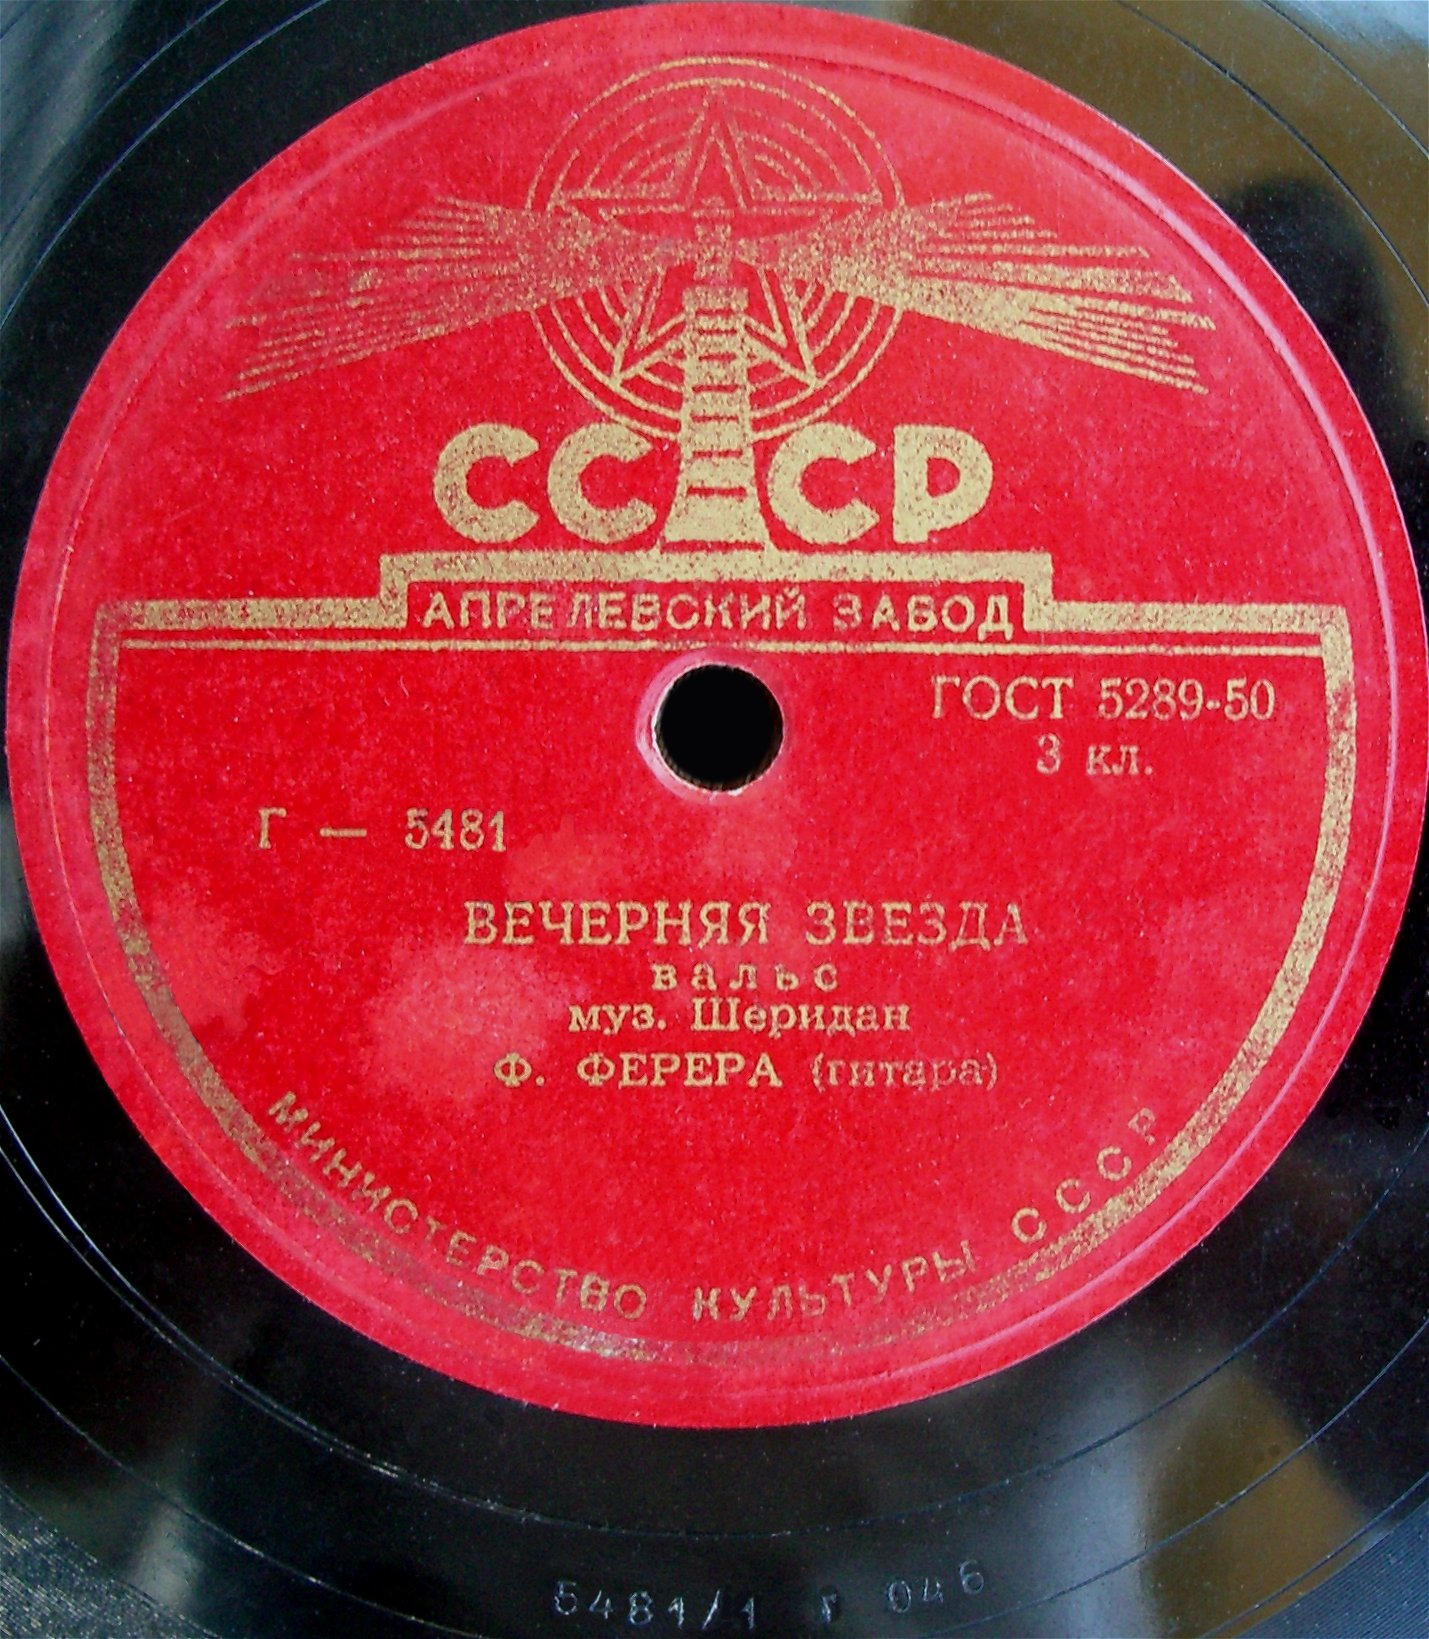 СССР
АПРЕЛЕВСКИЙ ЗАВОД
ГОСТ 5289-50
3 кл.
Г — 5481
ВЕЧЕРНЯЯ ЗВЕЗДА
вальс
муз. Шеридан
Ф. ФЕРЕРА (гитара)
МИНИСТЕРСТВО КУЛЬТУРЫ СССР
5481/1 Г 046